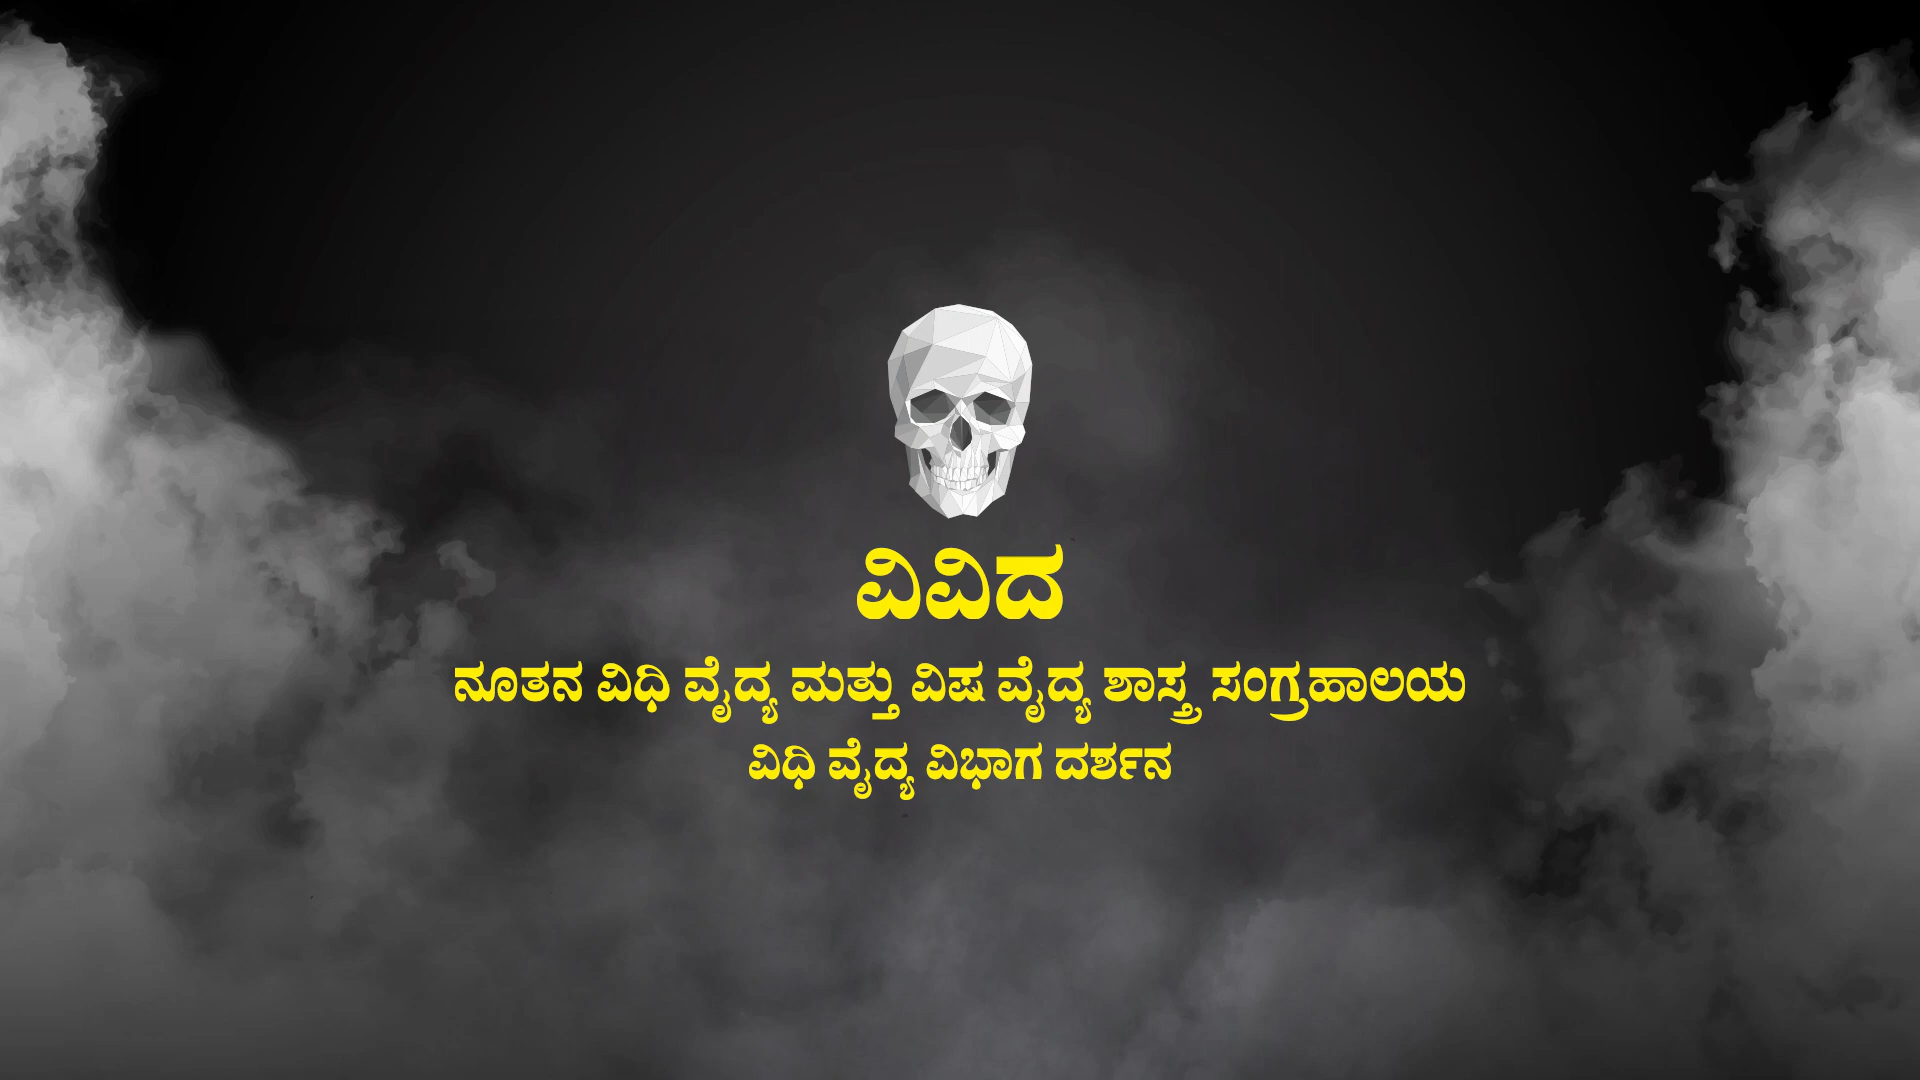 ವಿವಿದ
ನೂತನ ವಿಧಿ ವೈದ್ಯ ಮತ್ತು ವಿಷ ವೈದ್ಯ ಶಾಸ್ತ್ರ ಸಂಗ್ರಹಾಲಯ
ವಿಧಿ ವೈದ್ಯ ವಿಭಾಗ ದರ್ಶನ